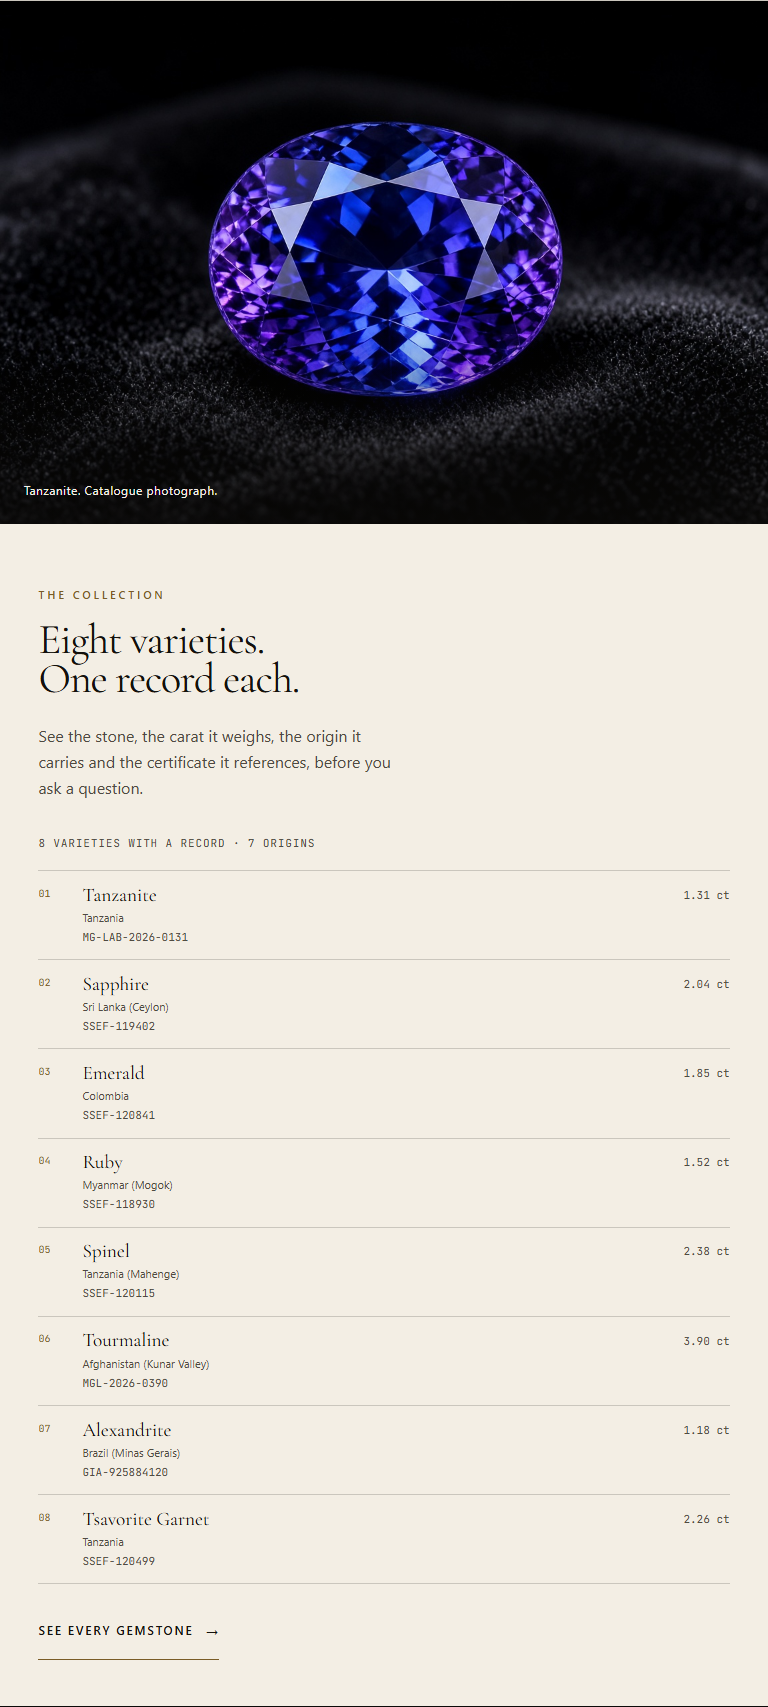 Tanzanite. Catalogue photograph.
THE COLLECTION
Eight varieties.
One record each.
See the stone, the carat it weighs, the origin it
carries and the certificate it references, before you
ask a question.
8 VARIETIES WITH A RECORD · 7 ORIGINS
01 Tanzanite 1.31 ct
Tanzania
MG-LAB-2026-0131
02 Sapphire 2.04 ct
Sri Lanka (Ceylon)
SSEF-119402
03 Emerald 1.85 ct
Colombia
SSEF-120841
04 Ruby 1.52 ct
Myanmar (Mogok)
SSEF-118930
05 Spinel 2.38 ct
Tanzania (Mahenge)
SSEF-120115
06 Tourmaline 3.90 ct
Afghanistan (Kunar Valley)
MGL-2026-0390
07 Alexandrite 1.18 ct
Brazil (Minas Gerais)
GIA-925884120
08 Tsavorite Garnet 2.26 ct
Tanzania
SSEF-120499
SEE EVERY GEMSTONE →